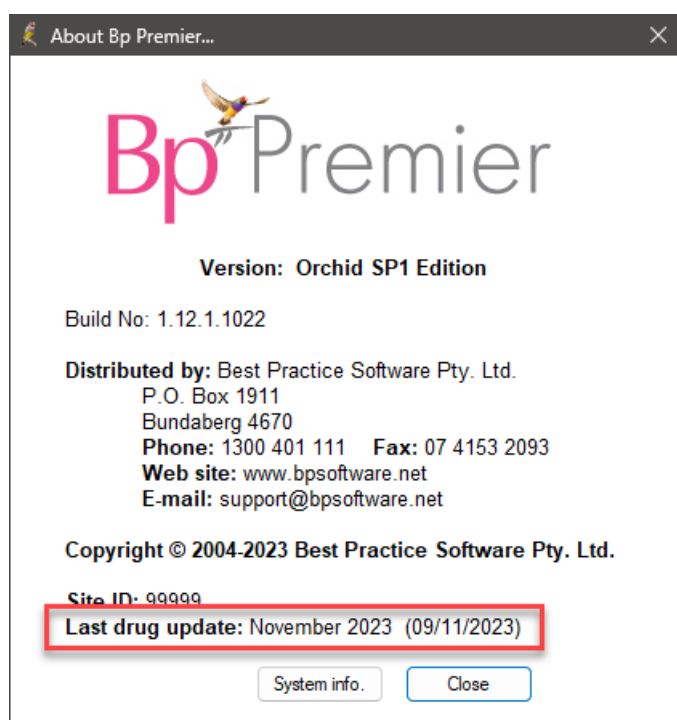 About Bp Premier...
Bp Premier
Version: Orchid SP1 Edition
Build No: 1.12.1.1022
Distributed by: Best Practice Software Pty. Ltd.
P.O. Box 1911
Bundaberg 4670
Phone: 1300 401 111 Fax: 07 4153 2093
Web site: www.bpsoftware.net
E-mail: support@bpsoftware.net
Copyright © 2004-2023 Best Practice Software Pty. Ltd.
Site ID: 99999
Last drug update: November 2023 (09/11/2023)
System info. Close